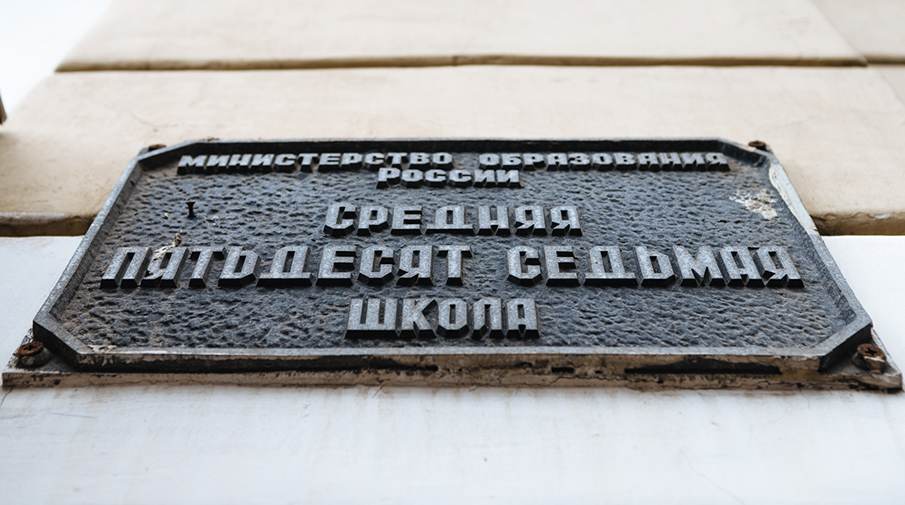 МИНИСТЕРСТВО ОБРАЗОВАНИЯ
РОССИИ
СРЕДНЯЯ
ПЯТЬДЕСЯТ СЕДЬМАЯ
ШКОЛА